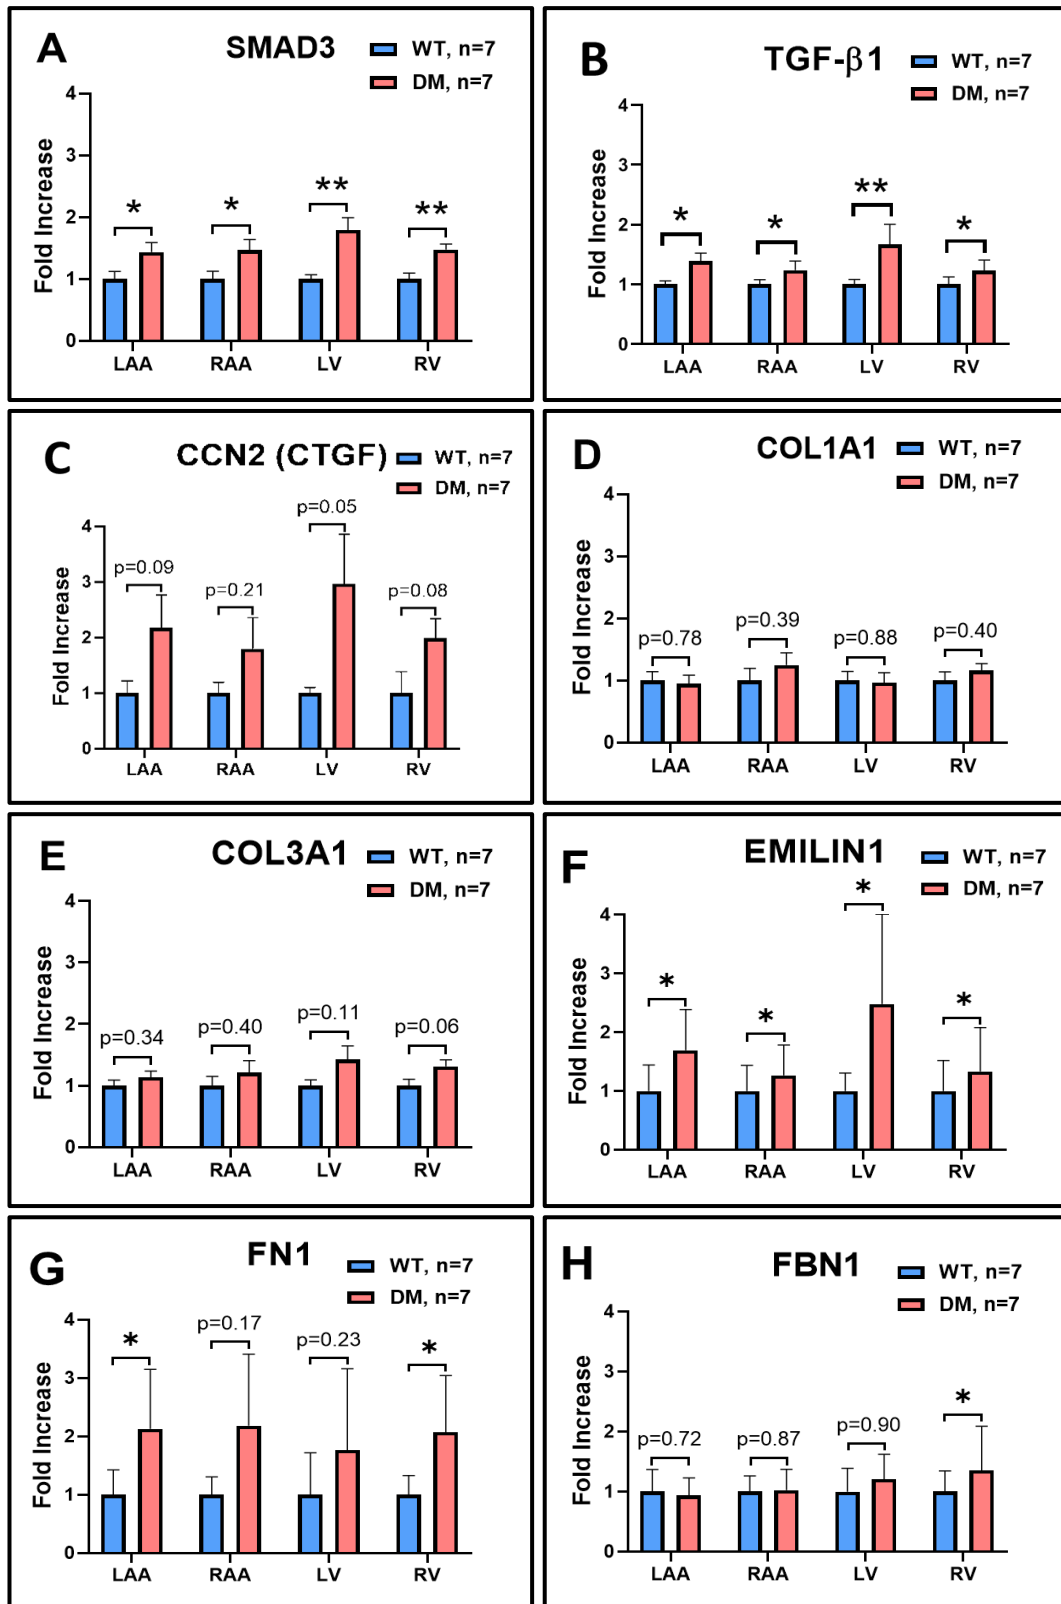 A
SMAD3
WT, n=7
DM, n=7
Fold Increase
4
3
2
1
0
*
*
**
**
LAA
RAA
LV
RV
B
TGF-β1
WT, n=7
DM, n=7
Fold Increase
4
3
2
1
0
*
*
**
*
LAA
RAA
LV
RV
C
CCN2 (CTGF)
WT, n=7
DM, n=7
Fold Increase
4
3
2
1
0
p=0.09
p=0.21
p=0.05
p=0.08
LAA
RAA
LV
RV
D
COL1A1
WT, n=7
DM, n=7
Fold Increase
4
3
2
1
0
p=0.78
p=0.39
p=0.88
p=0.40
LAA
RAA
LV
RV
E
COL3A1
WT, n=7
DM, n=7
Fold Increase
4
3
2
1
0
p=0.34
p=0.40
p=0.11
p=0.06
LAA
RAA
LV
RV
F
EMILIN1
WT, n=7
DM, n=7
Fold Increase
4
3
2
1
0
*
*
*
*
LAA
RAA
LV
RV
G
FN1
WT, n=7
DM, n=7
Fold Increase
4
3
2
1
0
*
p=0.17
p=0.23
*
LAA
RAA
LV
RV
H
FBN1
WT, n=7
DM, n=7
Fold Increase
4
3
2
1
0
p=0.72
p=0.87
p=0.90
*
LAA
RAA
LV
RV